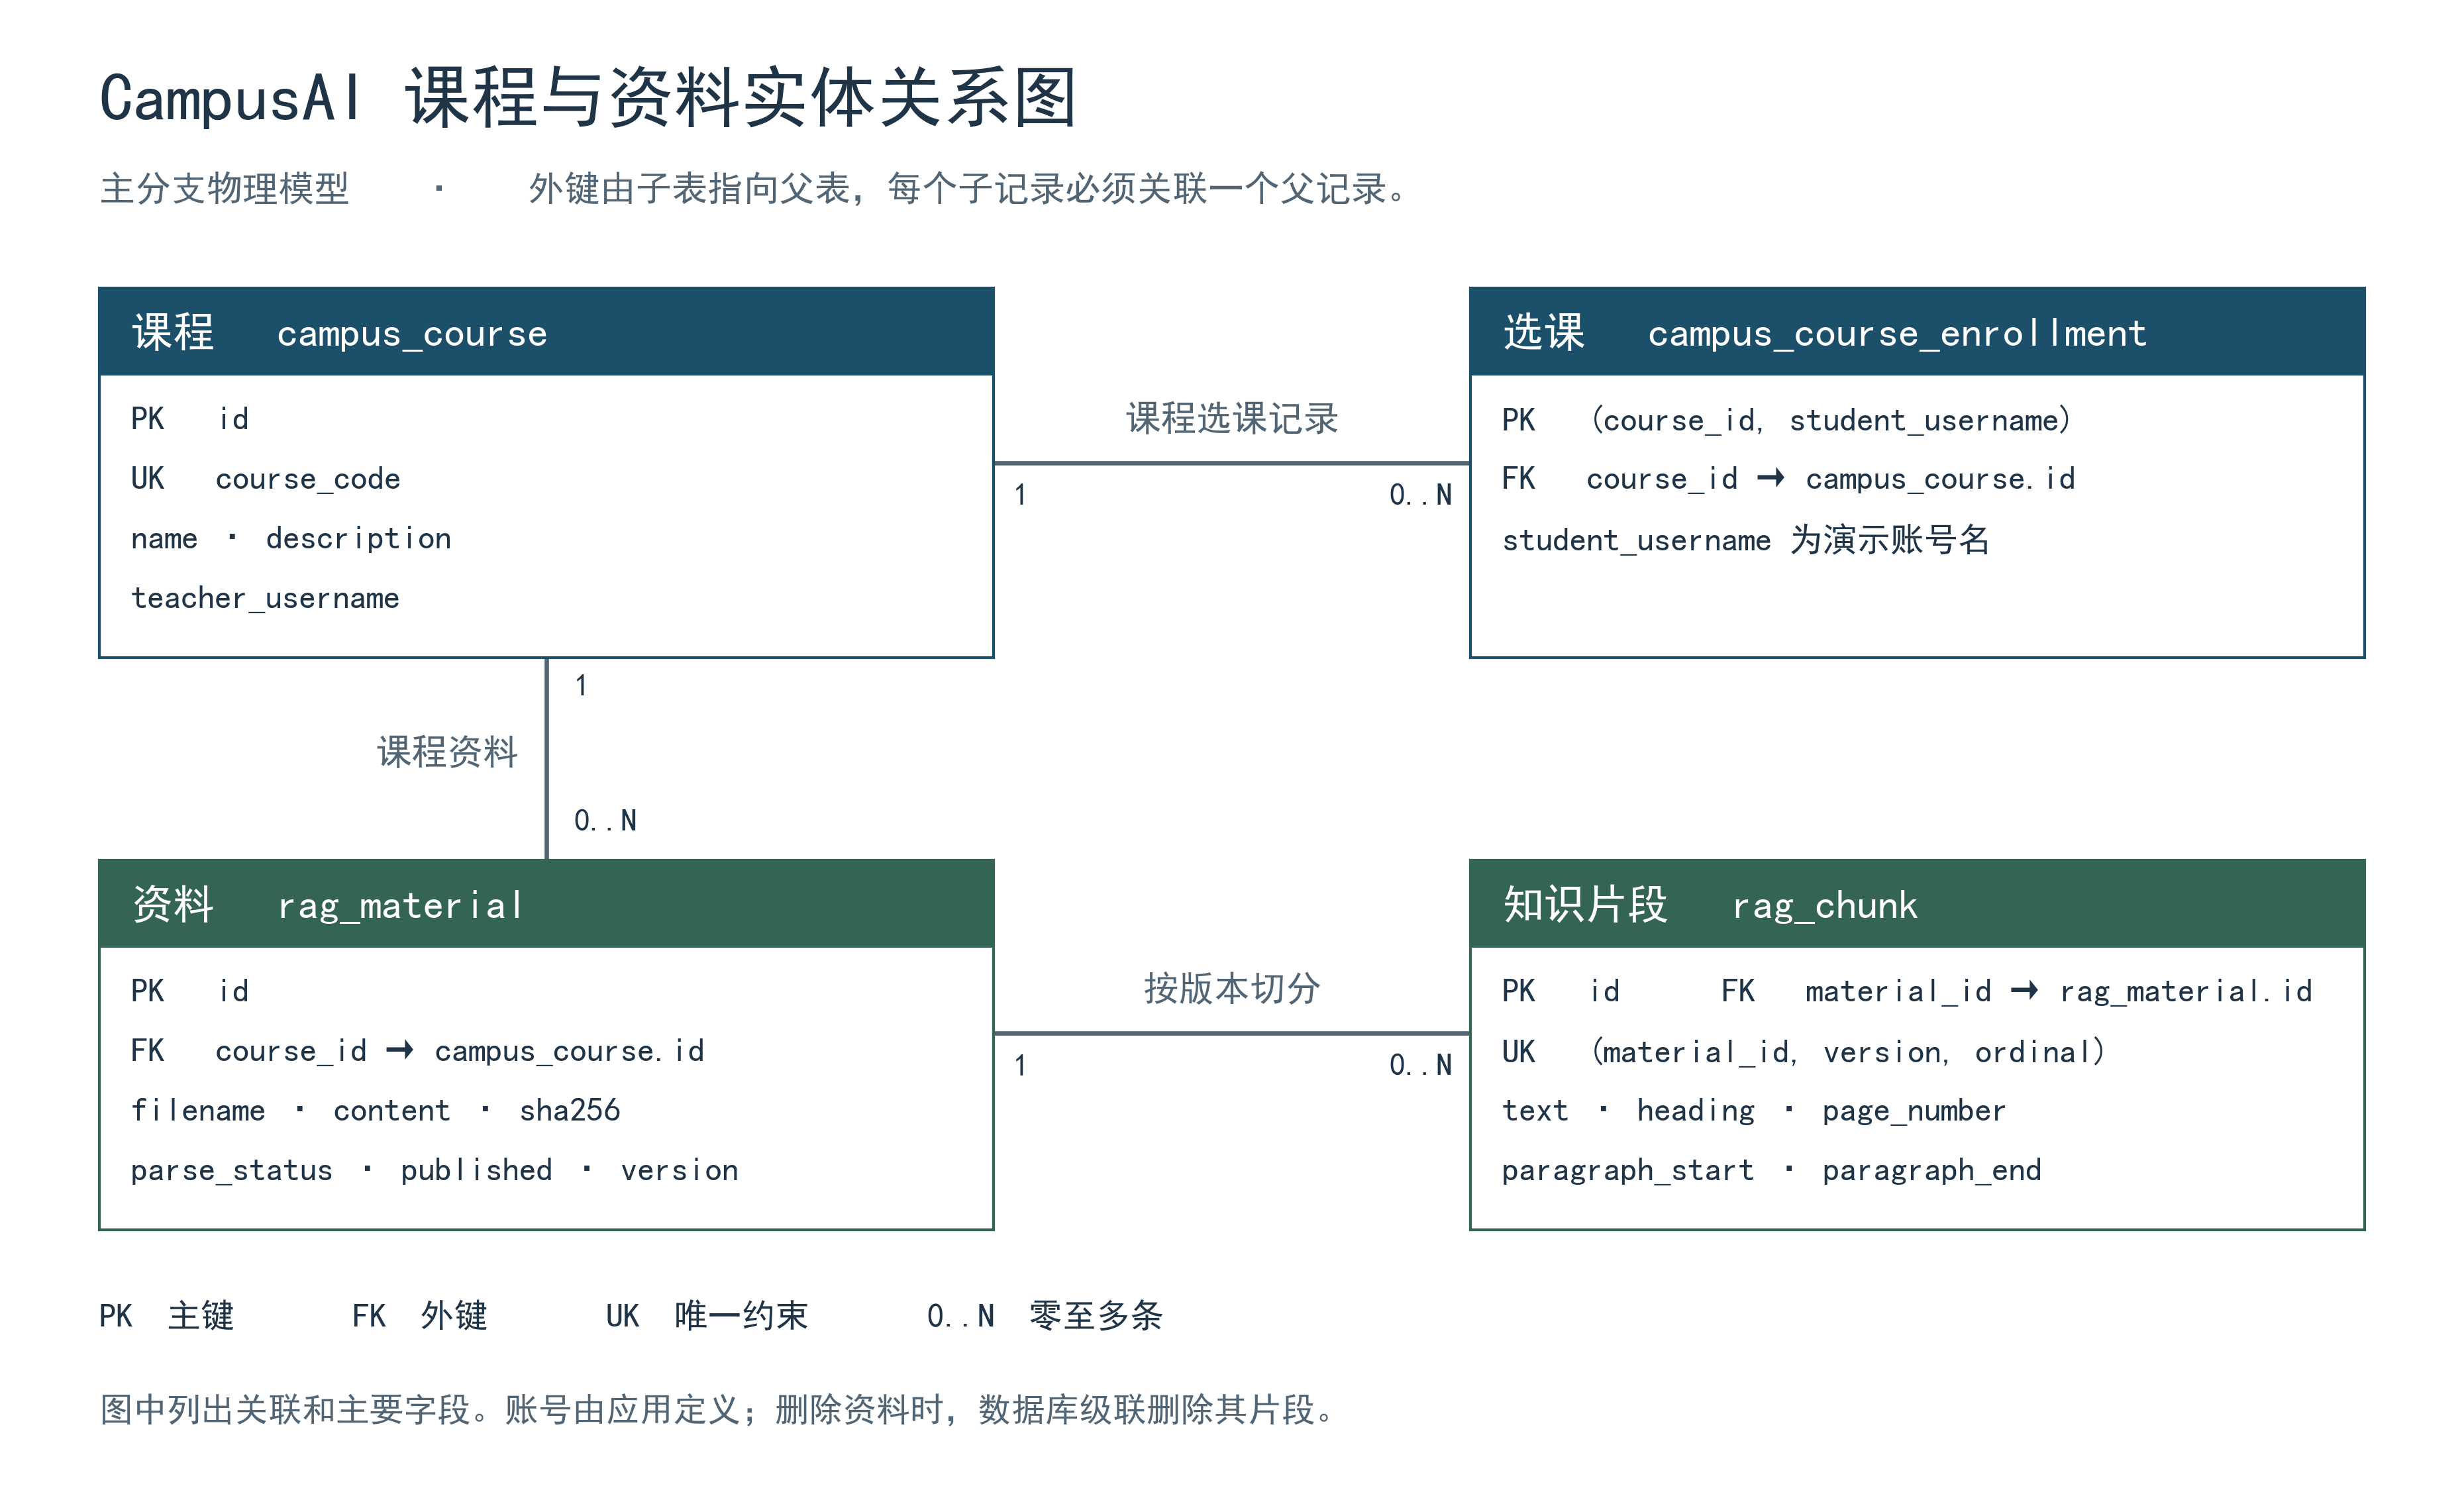 CampusAI 课程与资料实体关系图
主分支物理模型 · 外键由子表指向父表，每个子记录必须关联一个父记录。
课程 campus_course
PK id
UK course_code
name · description
teacher_username
课程选课记录
1 0..N
选课 campus_course_enrollment
PK (course_id, student_username)
FK course_id → campus_course.id
student_username 为演示账号名
1
课程资料
0..N
资料 rag_material
PK id
FK course_id → campus_course.id
filename · content · sha256
parse_status · published · version
按版本切分
1 0..N
知识片段 rag_chunk
PK id FK material_id → rag_material.id
UK (material_id, version, ordinal)
text · heading · page_number
paragraph_start · paragraph_end
PK 主键 FK 外键 UK 唯一约束 0..N 零至多条
图中列出关联和主要字段。账号由应用定义；删除资料时，数据库级联删除其片段。